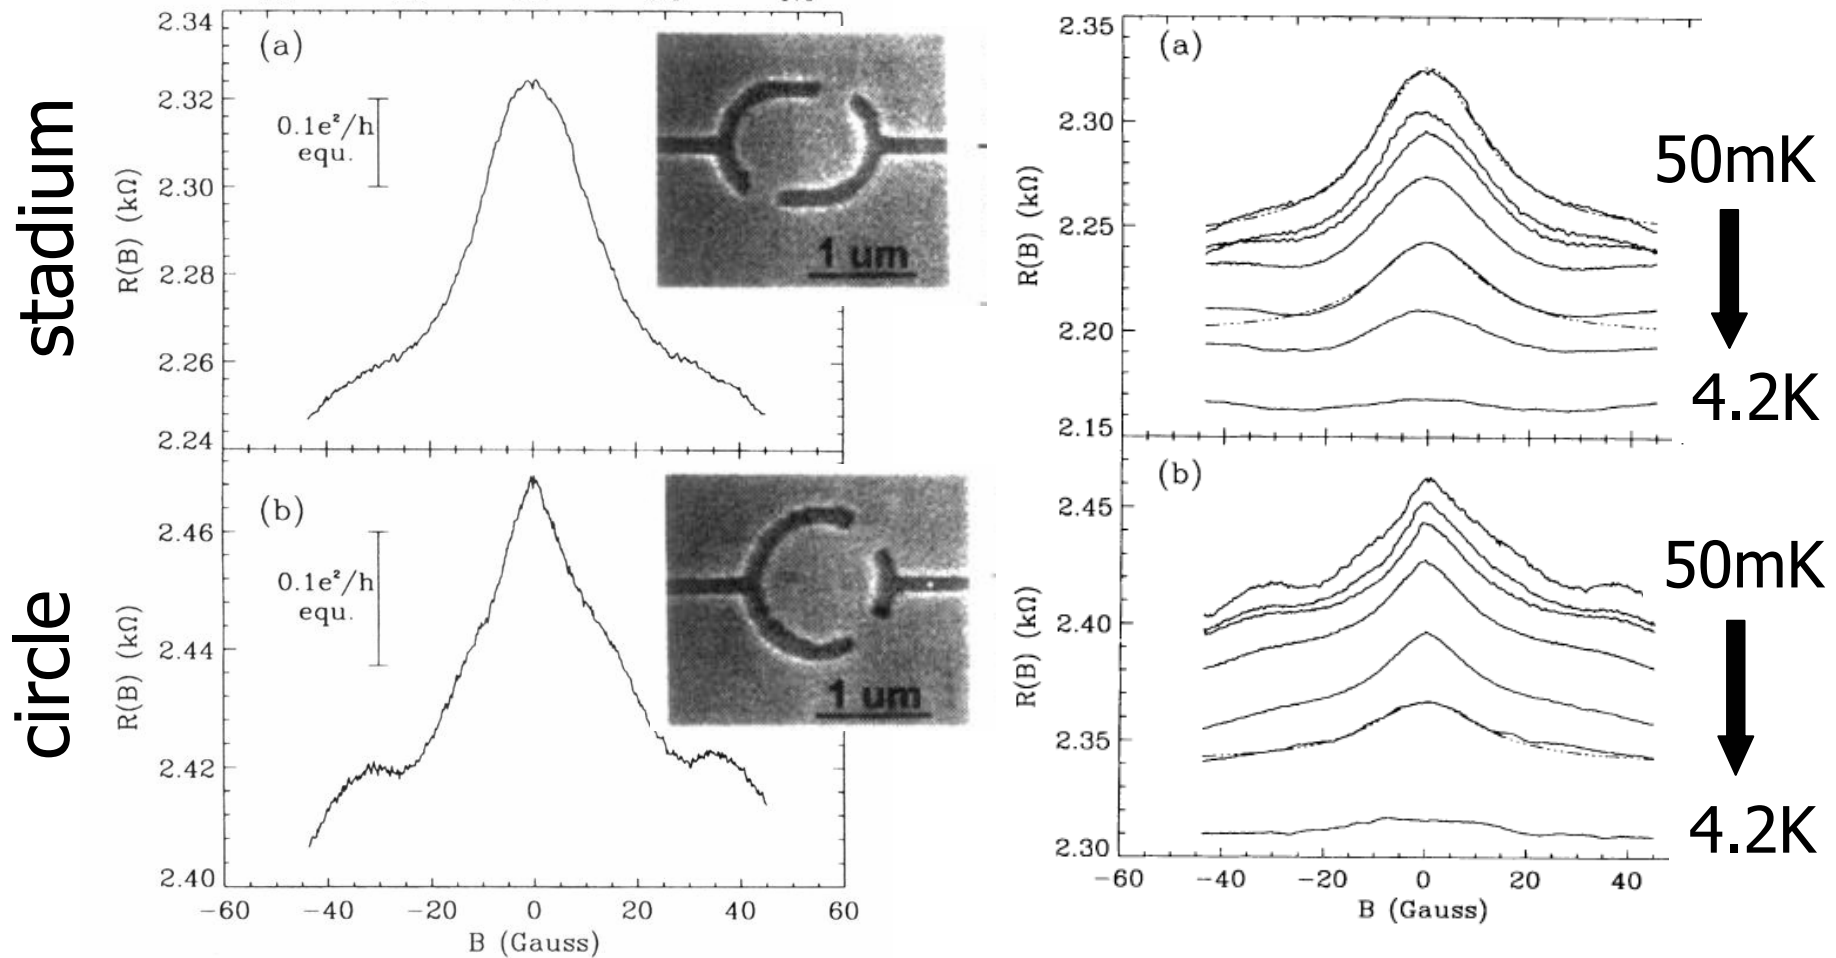 stadium
circle
(a)
2.34
2.32
2.30
2.28
2.26
2.24
R(B) (kΩ)
0.1e²/h
equ.
1 um
(b)
2.46
2.44
2.42
2.40
R(B) (kΩ)
0.1e²/h
equ.
1 um
−60 −40 −20 0 20 40 60
B (Gauss)
(a)
2.35
2.30
2.25
2.20
2.15
R(B) (kΩ)
50mK
4.2K
(b)
2.45
2.40
2.35
2.30
R(B) (kΩ)
50mK
4.2K
−60 −40 −20 0 20 40
B (Gauss)